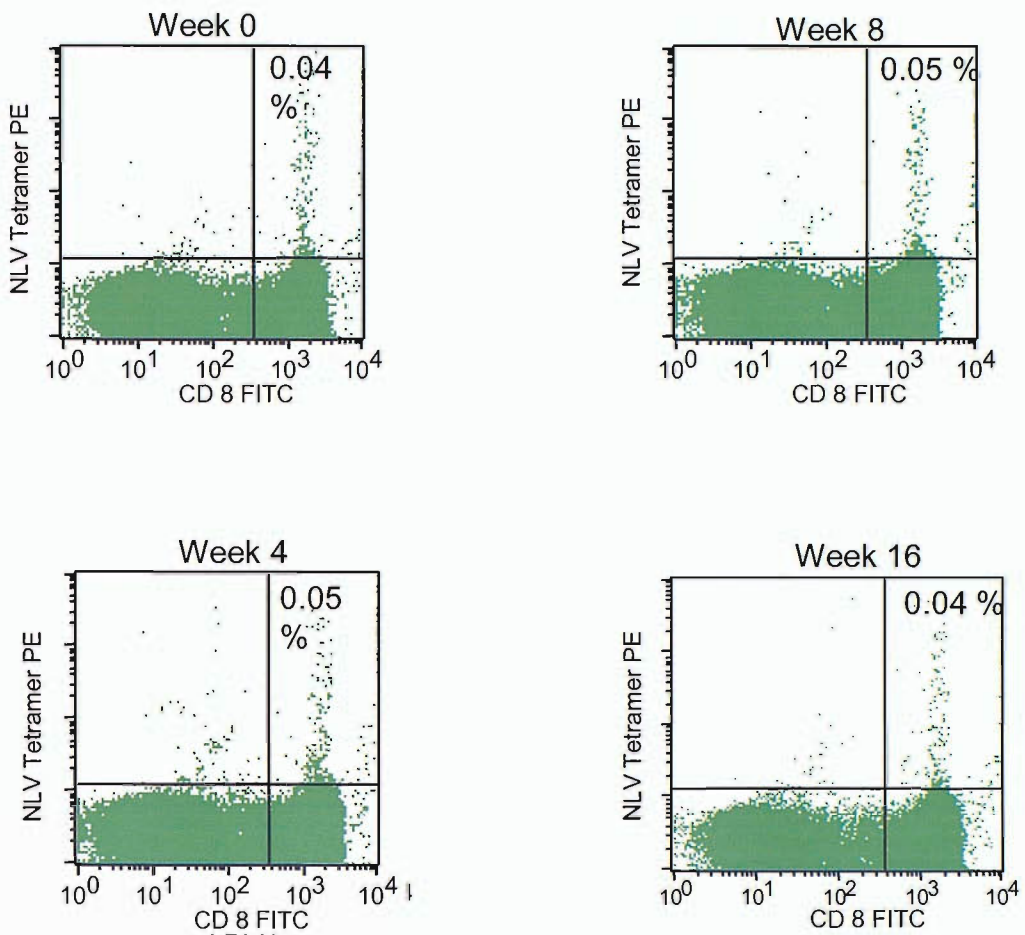 Week 0
0.04
%
NLV Tetramer PE
10^0 10^1 10^2 10^3 10^4
CD 8 FITC
Week 8
0.05 %
NLV Tetramer PE
10^0 10^1 10^2 10^3 10^4
CD 8 FITC
Week 4
0.05
%
NLV Tetramer PE
10^0 10^1 10^2 10^3 10^4
CD 8 FITC
Week 16
0.04 %
NLV Tetramer PE
10^0 10^1 10^2 10^3 10^4
CD 8 FITC